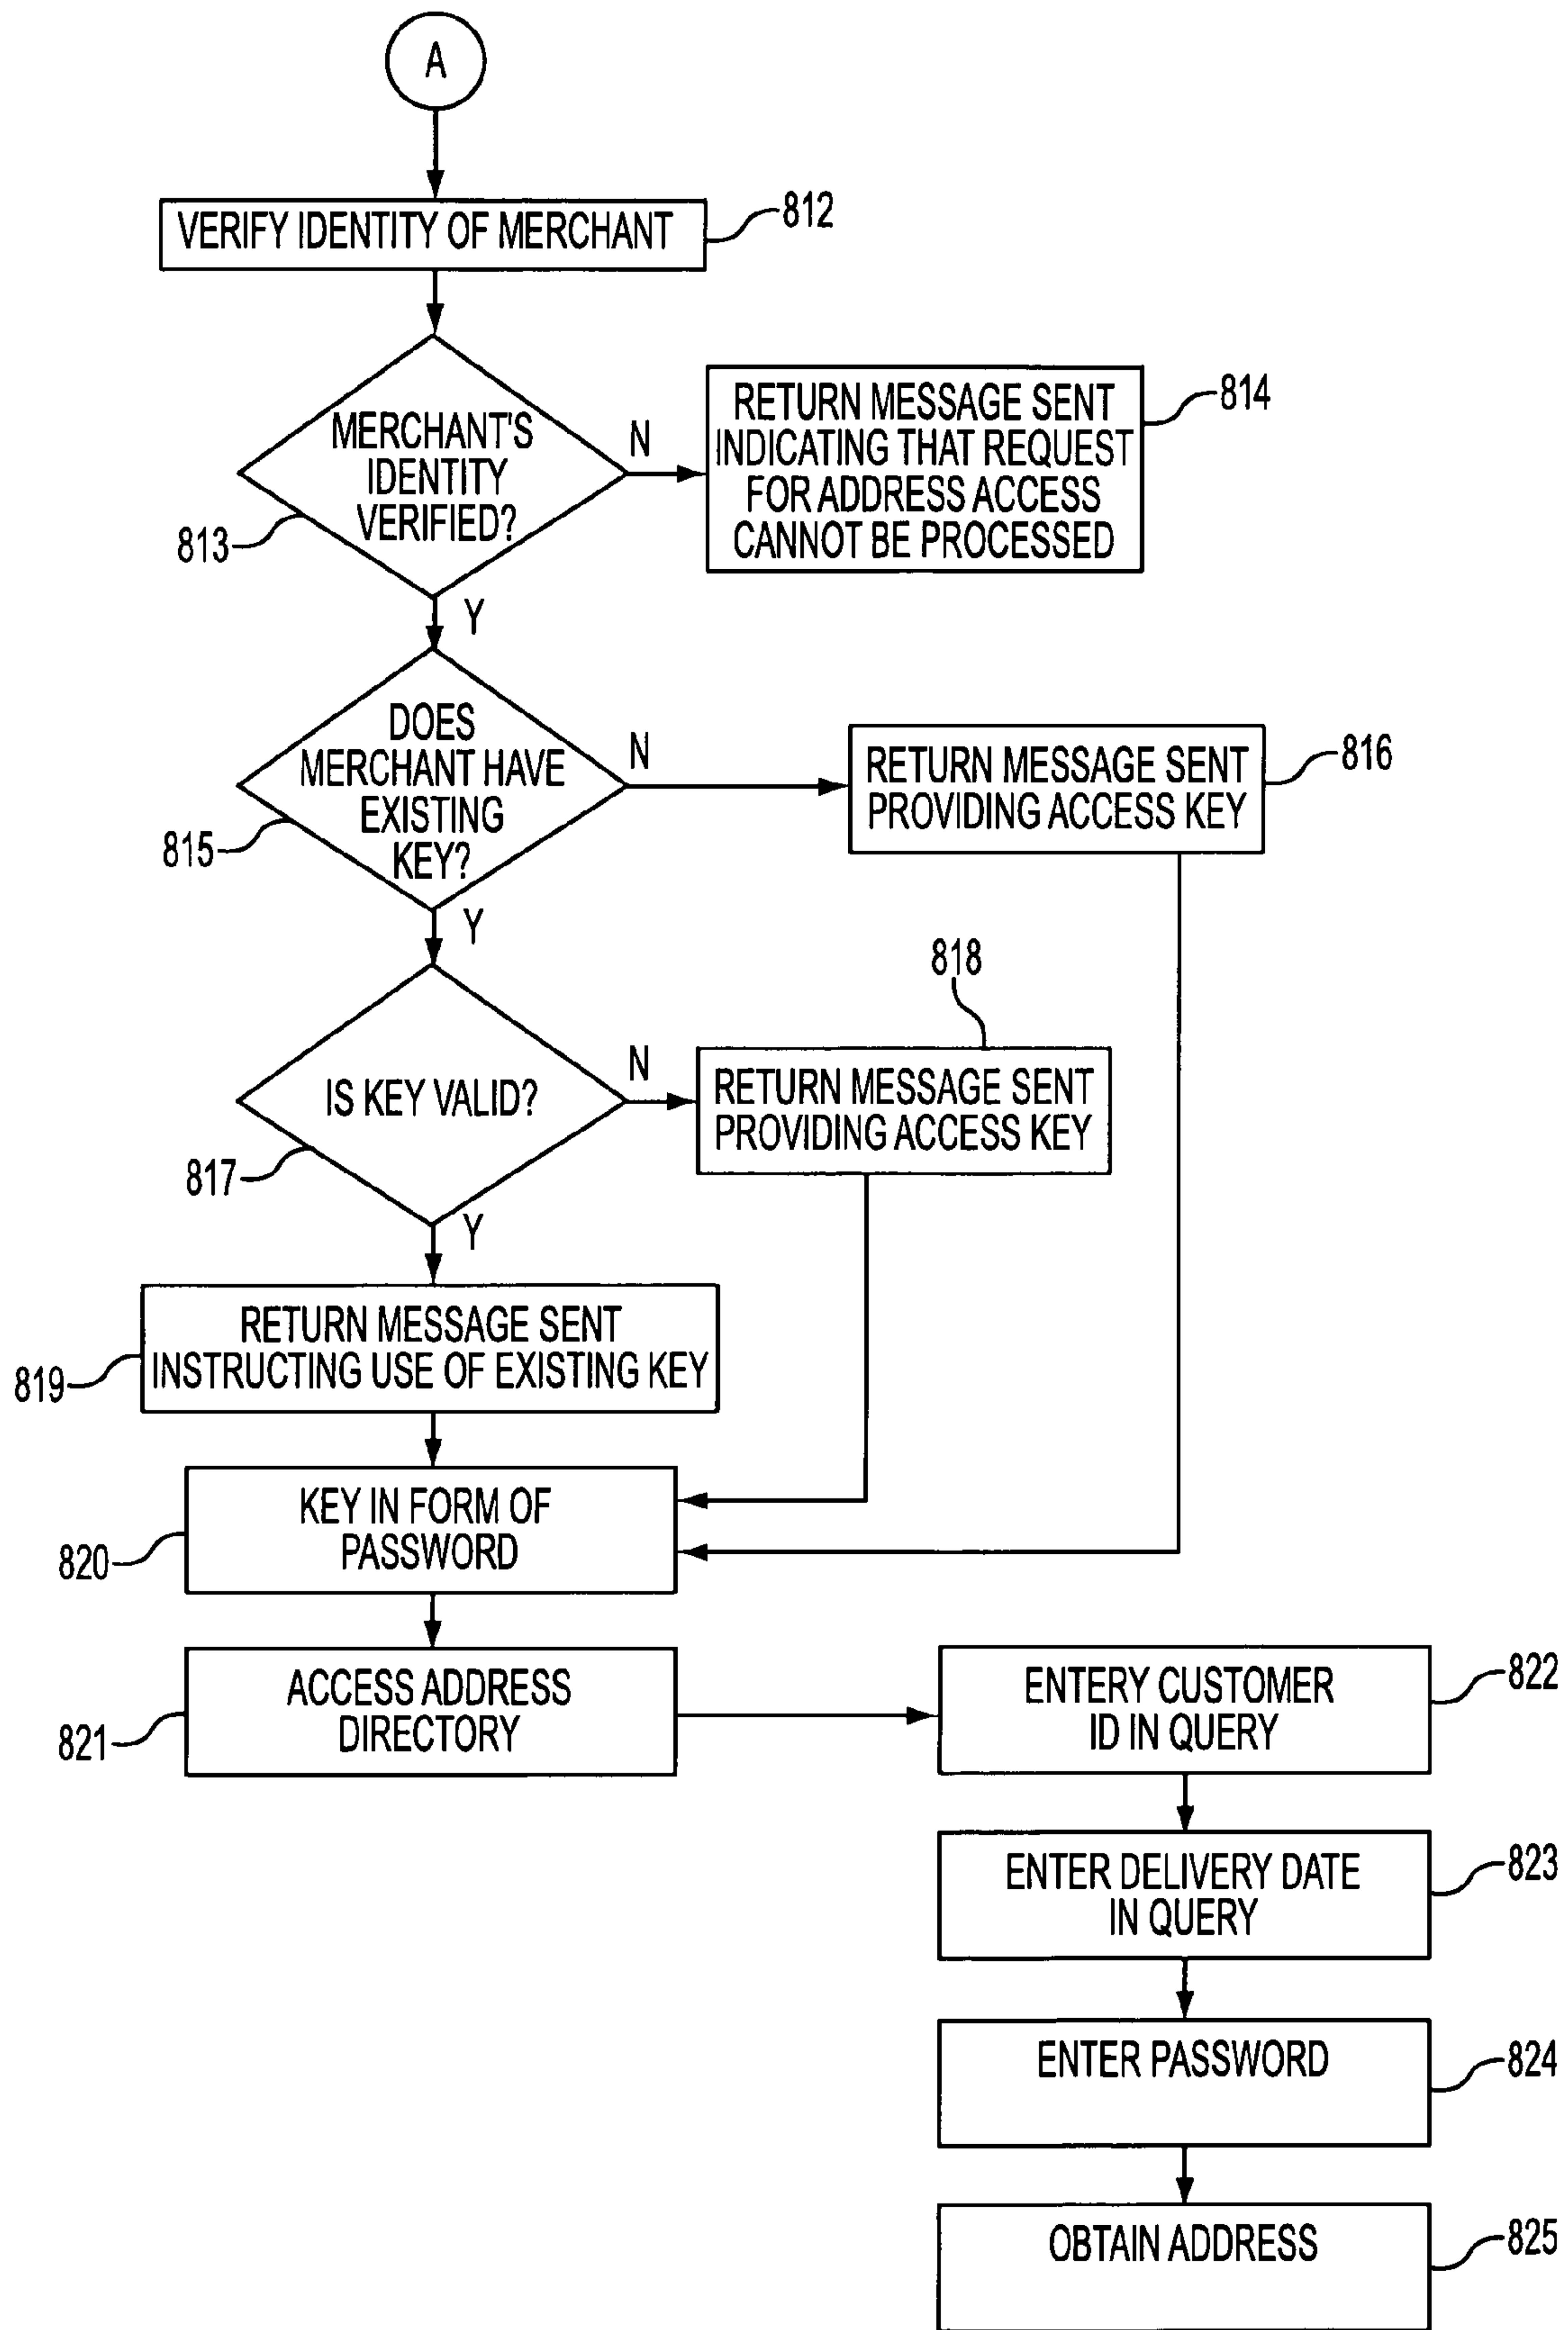 A
VERIFY IDENTITY OF MERCHANT
812
MERCHANT'S
IDENTITY
VERIFIED?
813
N
RETURN MESSAGE SENT
INDICATING THAT REQUEST
FOR ADDRESS ACCESS
CANNOT BE PROCESSED
814
Y
DOES
MERCHANT HAVE
EXISTING
KEY?
815
N
RETURN MESSAGE SENT
PROVIDING ACCESS KEY
816
Y
IS KEY VALID?
817
N
818
RETURN MESSAGE SENT
PROVIDING ACCESS KEY
Y
RETURN MESSAGE SENT
INSTRUCTING USE OF EXISTING KEY
819
KEY IN FORM OF
PASSWORD
820
ACCESS ADDRESS
DIRECTORY
821
ENTERY CUSTOMER
ID IN QUERY
822
ENTER DELIVERY DATE
IN QUERY
823
ENTER PASSWORD
824
OBTAIN ADDRESS
825